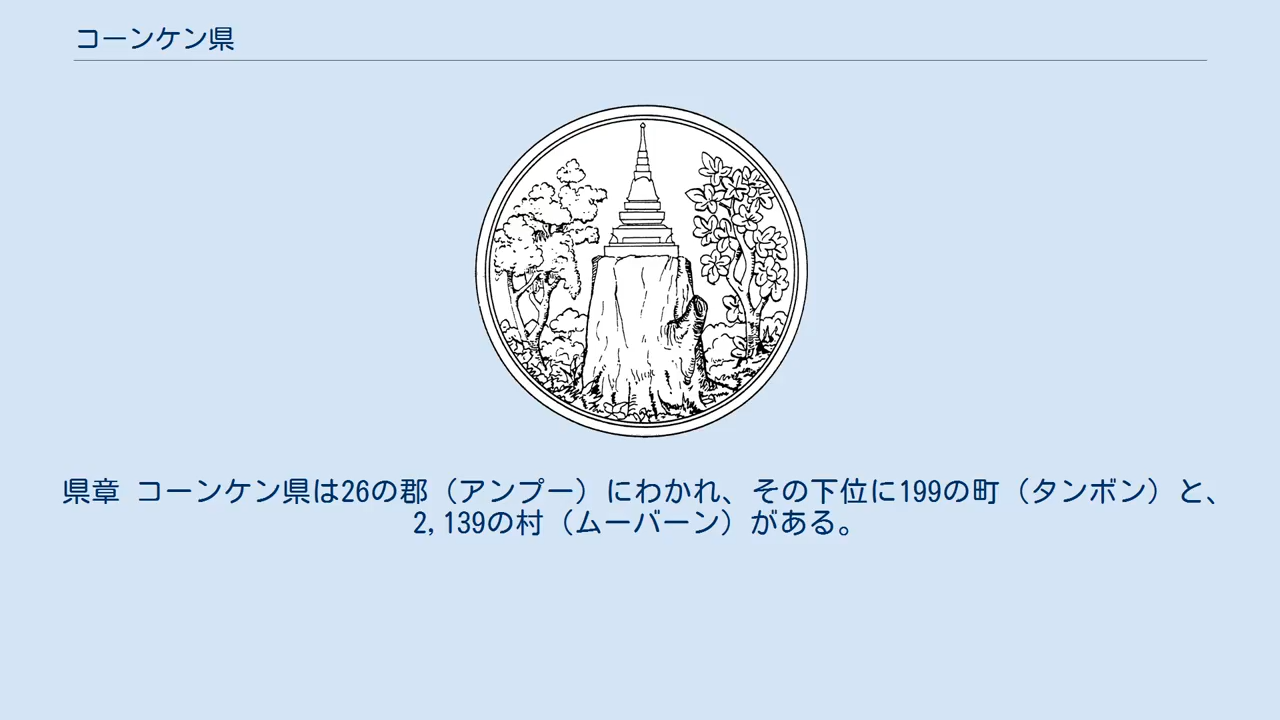 コーンケン県
県章 コーンケン県は26の郡（アンプー）にわかれ、その下位に199の町（タンボン）と、
2,139の村（ムーバーン）がある。